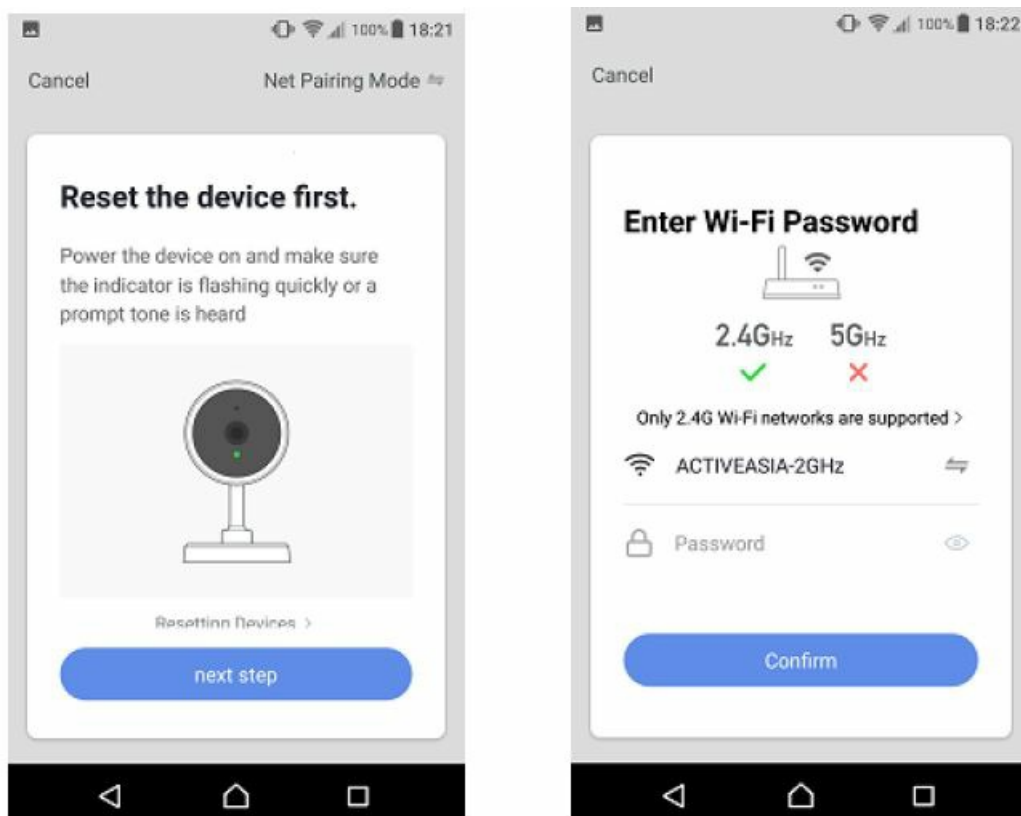 100% 18:21
Cancel Net Pairing Mode
Reset the device first.
Power the device on and make sure
the indicator is flashing quickly or a
prompt tone is heard
Resetting Devices >
next step
100% 18:22
Cancel
Enter Wi-Fi Password
2.4GHz 5GHz
Only 2.4G Wi-Fi networks are supported >
ACTIVEASIA-2GHz
Password
Confirm